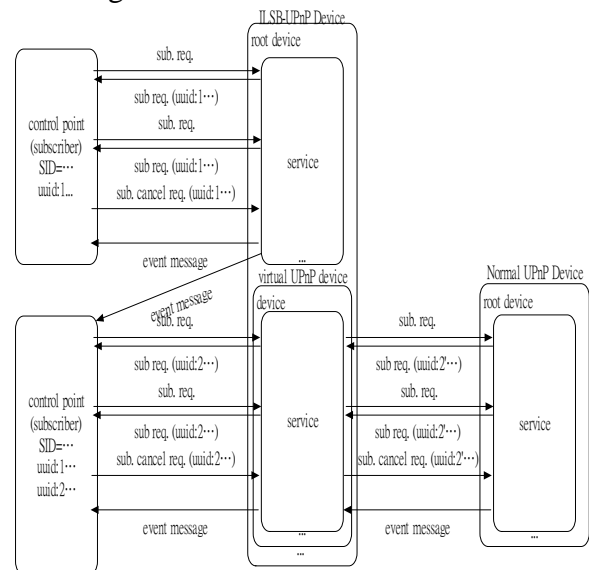 ILSB-UPnP Device
root device
sub. req.
sub req. (uuid:1⋯)
sub. req.
sub req. (uuid:1⋯)
sub. cancel req. (uuid:1⋯)
event message
control point
(subscriber)
SID=⋯
uuid:1...
service
...
event message
virtual UPnP device
device
Normal UPnP Device
root device
sub. req.
sub req. (uuid:2⋯)
sub. req.
sub req. (uuid:2⋯)
sub. cancel req. (uuid:2⋯)
event message
control point
(subscriber)
SID=⋯
uuid:1⋯
uuid:2⋯
service
...
...
sub. req.
sub req. (uuid:2'⋯)
sub. req.
sub req. (uuid:2'⋯)
sub. cancel req. (uuid:2'⋯)
event message
service
...